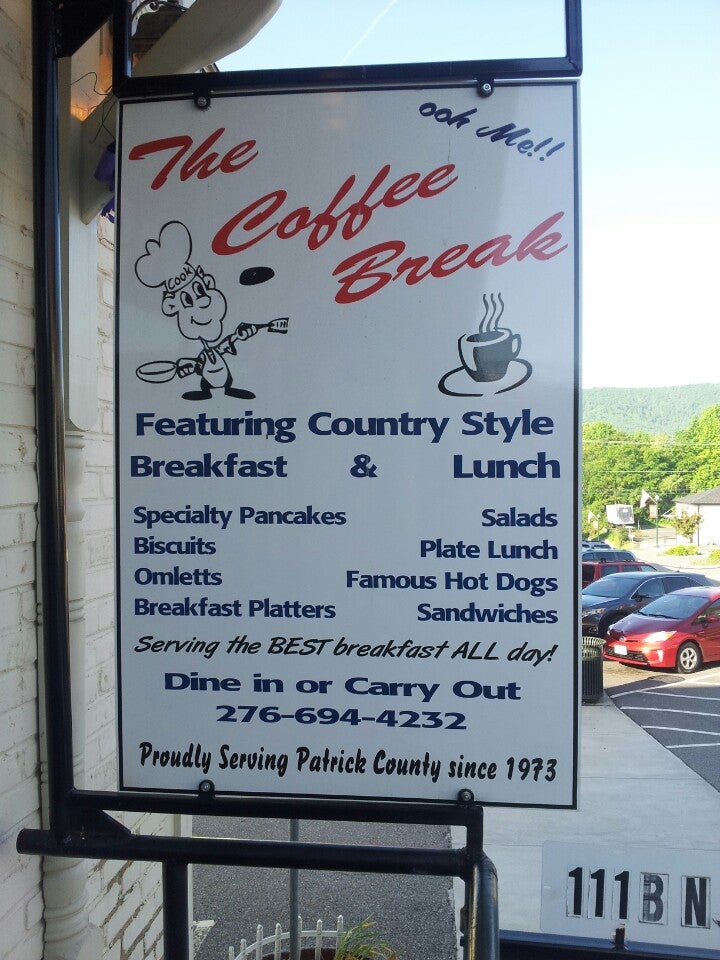 ook Me!!
The
Coffee
Break
COOK
Featuring Country Style
Breakfast & Lunch
Specialty Pancakes Salads
Biscuits Plate Lunch
Omletts Famous Hot Dogs
Breakfast Platters Sandwiches
Serving the BEST breakfast ALL day!
Dine in or Carry Out
276-694-4232
Proudly Serving Patrick County since 1973
111B N